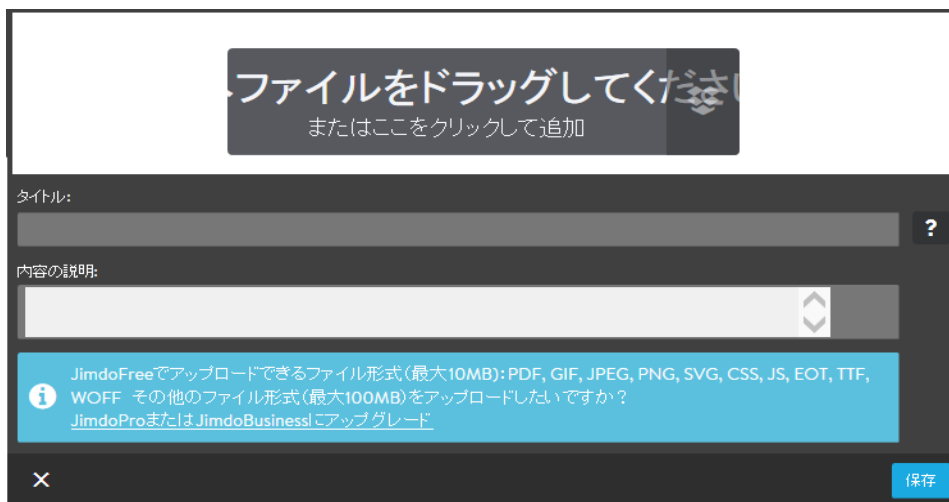 ファイルをドラッグしてくださ
またはここをクリックして追加
タイトル:
?
内容の説明:
JimdoFreeでアップロードできるファイル形式(最大10MB): PDF, GIF, JPEG, PNG, SVG, CSS, JS, EOT, TTF,
WOFF その他のファイル形式(最大100MB)をアップロードしたいですか?
JimdoProまたはJimdoBusinessにアップグレード
保存